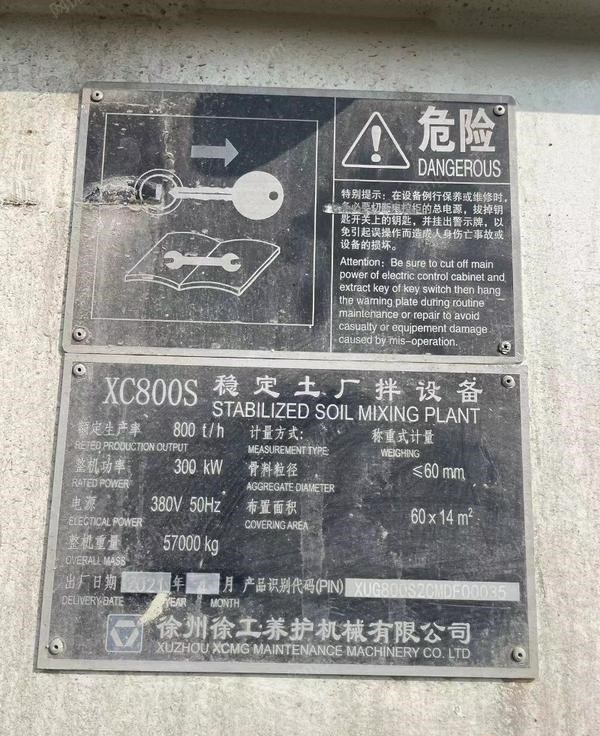 危险
DANGEROUS
特别提示：在设备例行保养或维修时，
务必要切断电控柜的总电源，拔掉钥
匙开关上的钥匙，并挂出警示牌，以
免引起误操作而造成人身伤亡事故或
设备的损坏。
Attention: Be sure to cut off main
power of electric control cabinet and
extract key of key switch then hang
the warning plate during routine
maintenance or repair to avoid
casualty or equipement damage
caused by mis-operation.
XC800S 稳定土厂拌设备
STABILIZED SOIL MIXING PLANT
额定生产率 800 t/h 计量方式: 称重式计量
RETED PRODUCTION OUTPUT MEASUREMENT TYPE: WEIGHING
整机功率 300 kW 骨料粒径 ≤60 mm
RATED POWER AGGREGATE DIAMETER
电源 380V 50Hz 布置面积 60 x 14 m²
ELECTICAL POWER COVERING AREA
整机重量 57000 kg
OVERALL MASS
出厂日期 2021 年 4 月 产品识别代码(PIN) XUG800S2CMDF00035
DELIVERY-DATE YEAR MONTH
徐州徐工养护机械有限公司
XUZHOU XCMG MAINTENANCE MACHINERY CO. LTD